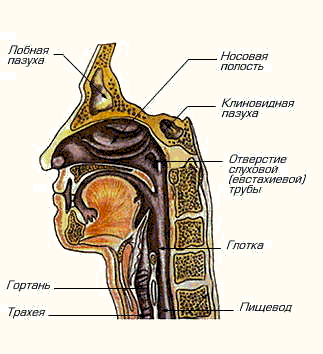 Лобная
пазуха
Носовая
полость
Клиновидная
пазуха
Отверстие
слуховой
(евстахиевой)
трубы
Глотка
Гортань
Трахея
Пищевод